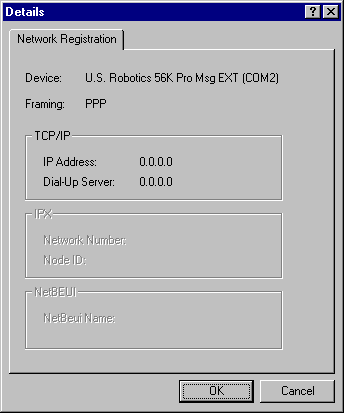 Details
Network Registration
Device: U.S. Robotics 56K Pro Msg EXT (COM2)
Framing: PPP
TCP/IP
IP Address: 0.0.0.0
Dial-Up Server: 0.0.0.0
IPX
Network Number:
Node ID:
NetBEUI
NetBeui Name:
OK Cancel